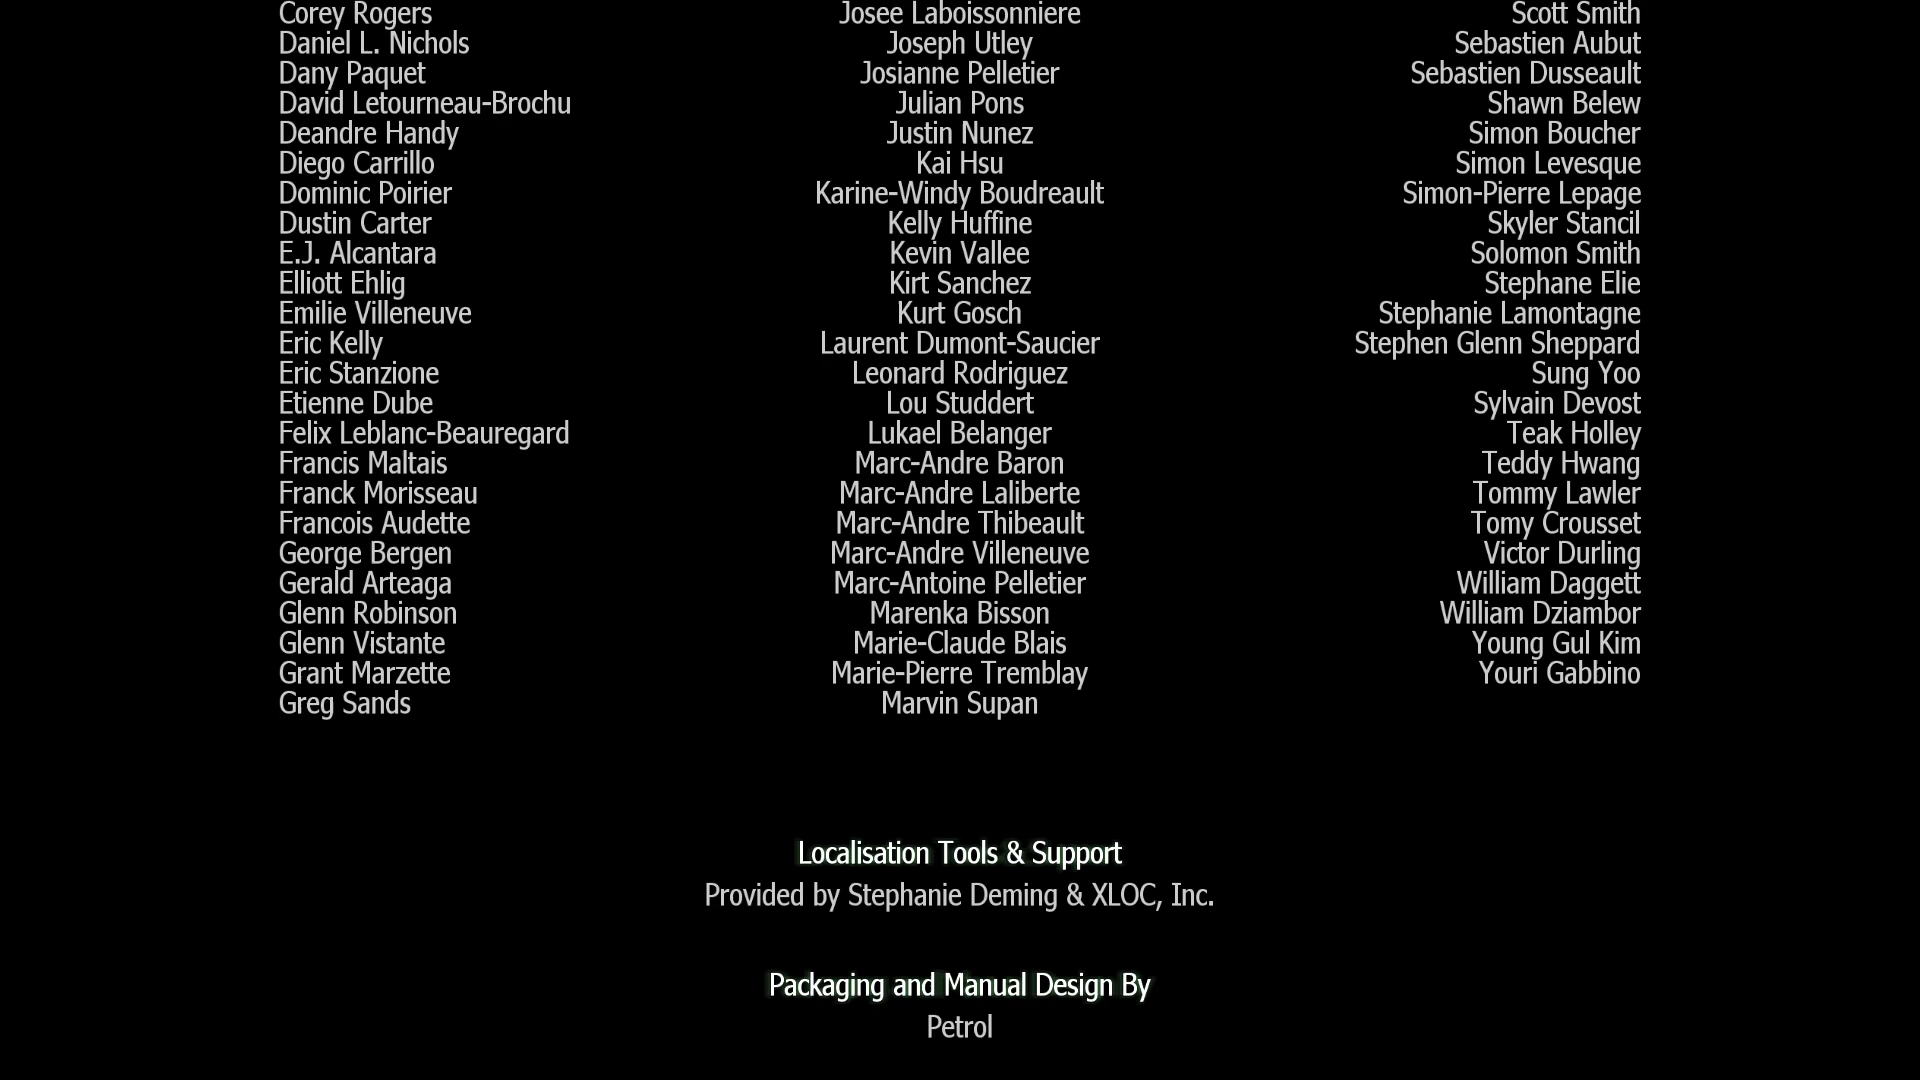 Corey Rogers
Daniel L. Nichols
Dany Paquet
David Letourneau-Brochu
Deandre Handy
Diego Carrillo
Dominic Poirier
Dustin Carter
E.J. Alcantara
Elliott Ehlig
Emilie Villeneuve
Eric Kelly
Eric Stanzione
Etienne Dube
Felix Leblanc-Beauregard
Francis Maltais
Franck Morisseau
Francois Audette
George Bergen
Gerald Arteaga
Glenn Robinson
Glenn Vistante
Grant Marzette
Greg Sands
Josee Laboissonniere
Joseph Utley
Josianne Pelletier
Julian Pons
Justin Nunez
Kai Hsu
Karine-Windy Boudreault
Kelly Huffine
Kevin Vallee
Kirt Sanchez
Kurt Gosch
Laurent Dumont-Saucier
Leonard Rodriguez
Lou Studdert
Lukael Belanger
Marc-Andre Baron
Marc-Andre Laliberte
Marc-Andre Thibeault
Marc-Andre Villeneuve
Marc-Antoine Pelletier
Marenka Bisson
Marie-Claude Blais
Marie-Pierre Tremblay
Marvin Supan
Scott Smith
Sebastien Aubut
Sebastien Dusseault
Shawn Belew
Simon Boucher
Simon Levesque
Simon-Pierre Lepage
Skyler Stancil
Solomon Smith
Stephane Elie
Stephanie Lamontagne
Stephen Glenn Sheppard
Sung Yoo
Sylvain Devost
Teak Holley
Teddy Hwang
Tommy Lawler
Tomy Crousset
Victor Durling
William Daggett
William Dziambor
Young Gul Kim
Youri Gabbino
Localisation Tools & Support
Provided by Stephanie Deming & XLOC, Inc.
Packaging and Manual Design By
Petrol